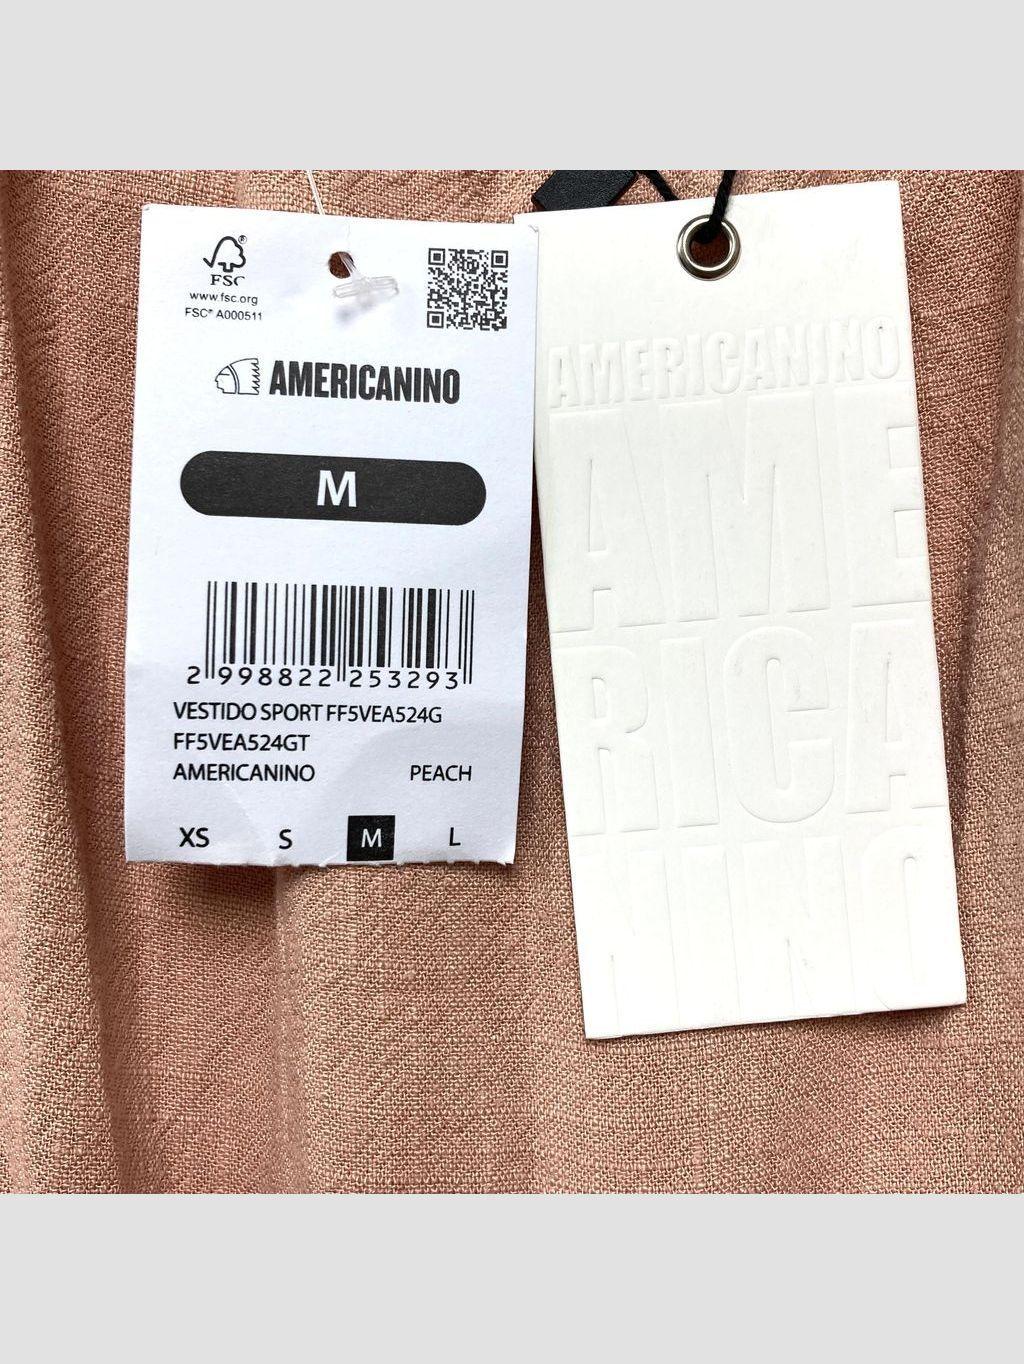 FSC®
www.fsc.org
FSC® A000511
AMERICANINO
M
2 998822 253293
VESTIDO SPORT FF5VEA524G
FF5VEA524GT
AMERICANINO PEACH
XS S M L
AMERICANINO
AME
RICA
NINO